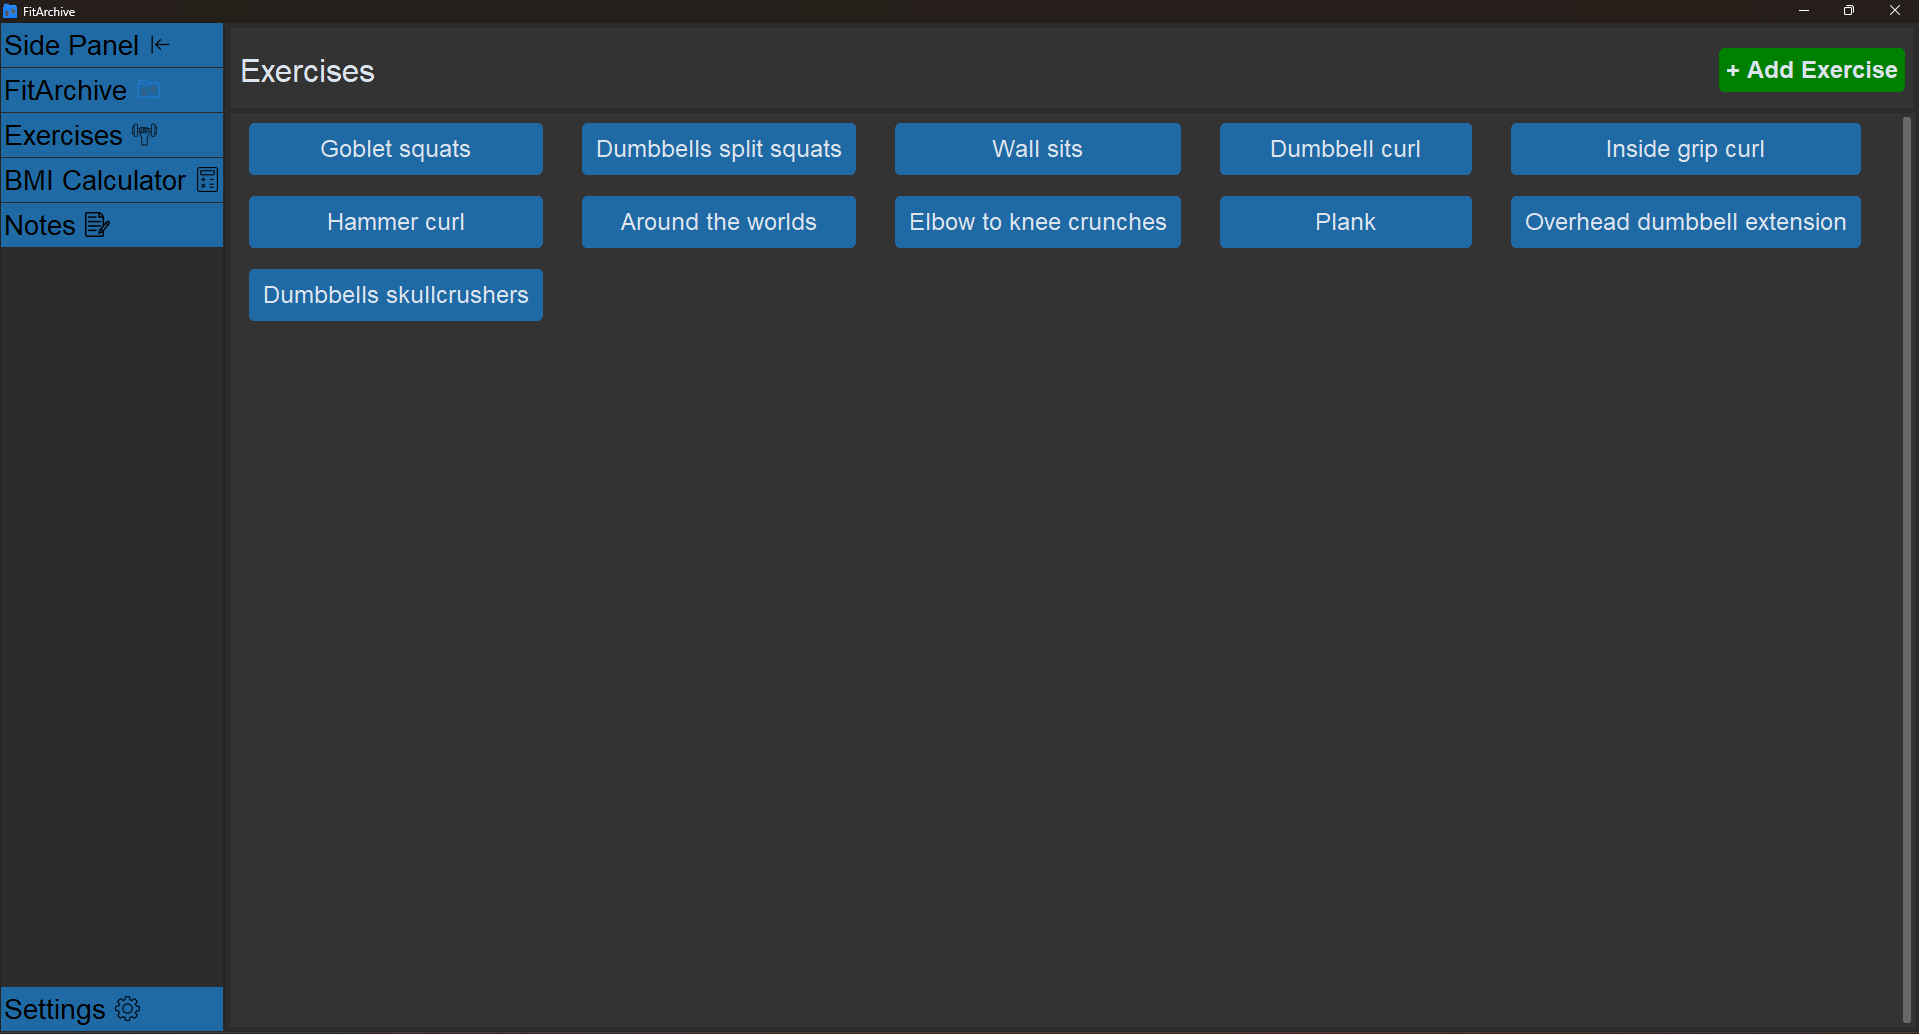 FitArchive
Side Panel
FitArchive
Exercises
BMI Calculator
Notes
Settings
Exercises
+ Add Exercise
Goblet squats
Dumbbells split squats
Wall sits
Dumbbell curl
Inside grip curl
Hammer curl
Around the worlds
Elbow to knee crunches
Plank
Overhead dumbbell extension
Dumbbells skullcrushers